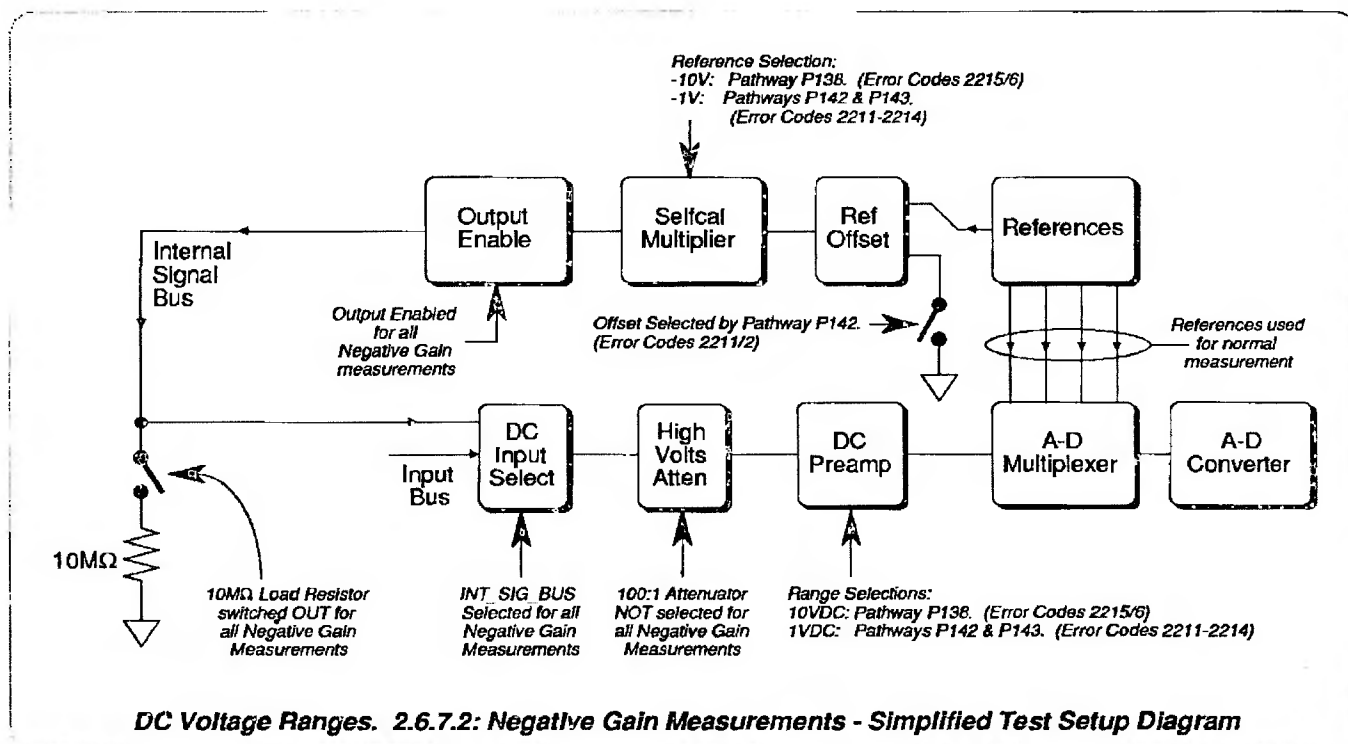 Reference Selection:
-10V: Pathway P138. (Error Codes 2215/6)
-1V: Pathways P142 & P143.
(Error Codes 2211-2214)
Output
Enable
Selfcal
Multiplier
Ref
Offset
References
Internal
Signal
Bus
Output Enabled
for all
Negative Gain
measurements
Offset Selected by Pathway P142.
(Error Codes 2211/2)
References used
for normal
measurement
DC
Input
Select
Input
Bus
High
Volts
Atten
DC
Preamp
A-D
Multiplexer
A-D
Converter
10MΩ
10MΩ Load Resistor
switched OUT for
all Negative Gain
Measurements
INT_SIG_BUS
Selected for all
Negative Gain
Measurements
100:1 Attenuator
NOT selected for
all Negative Gain
Measurements
Range Selections:
10VDC: Pathway P138. (Error Codes 2215/6)
1VDC: Pathways P142 & P143. (Error Codes 2211-2214)
DC Voltage Ranges. 2.6.7.2: Negative Gain Measurements - Simplified Test Setup Diagram